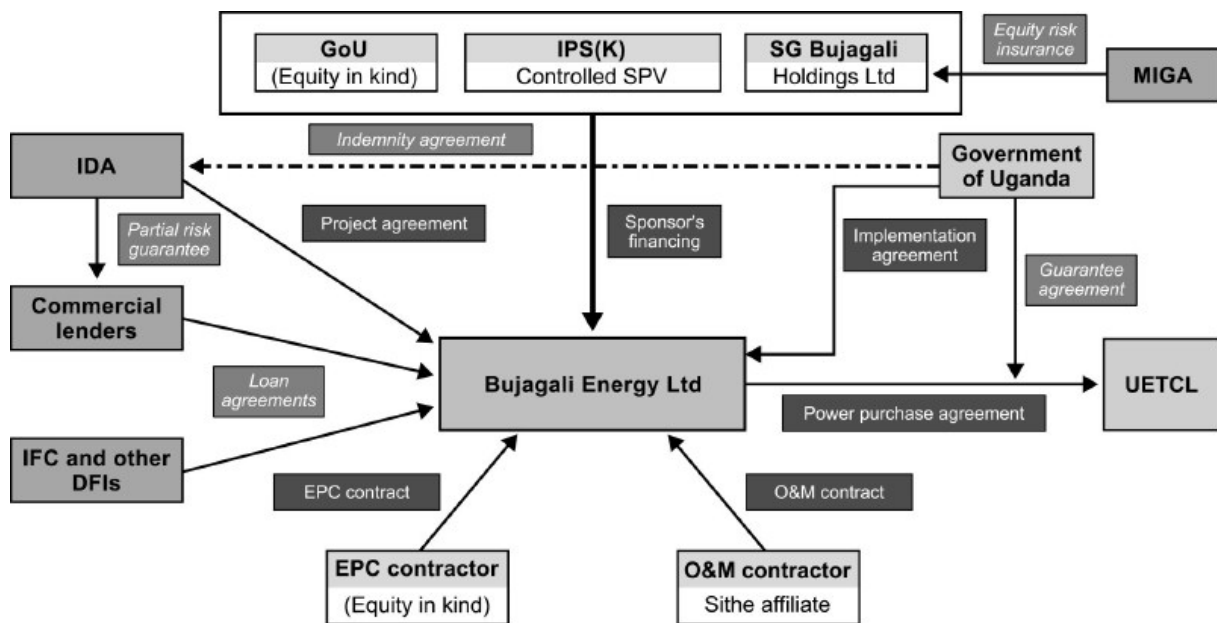 GoU
(Equity in kind)
IPS(K)
Controlled SPV
SG Bujagali
Holdings Ltd
Equity risk
insurance
MIGA
Indemnity agreement
IDA
Government
of Uganda
Partial risk
guarantee
Project agreement
Sponsor's
financing
Implementation
agreement
Guarantee
agreement
Commercial
lenders
Bujagali Energy Ltd
UETCL
Loan
agreements
Power purchase agreement
IFC and other
DFIs
EPC contract
O&M contract
EPC contractor
(Equity in kind)
O&M contractor
Sithe affiliate